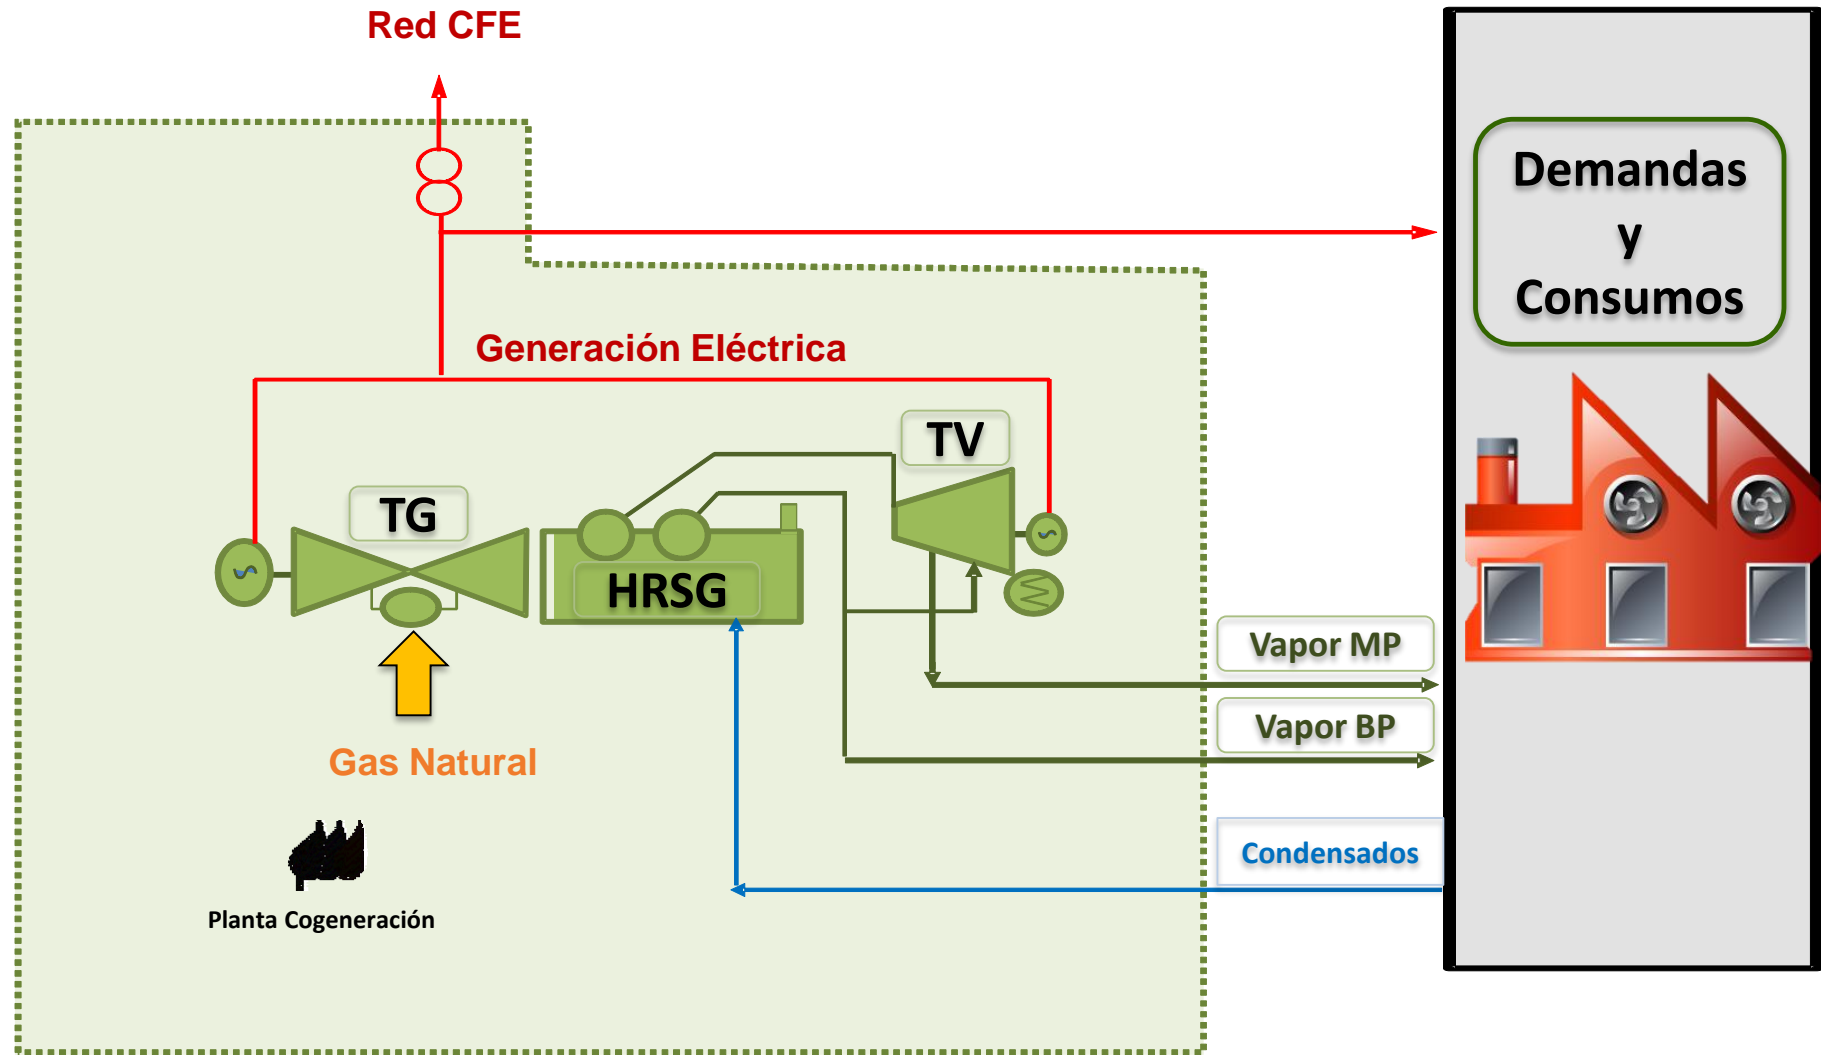 Red CFE
Demandas
y
Consumos
Generación Eléctrica
TV
TG
HRSG
Vapor MP
Vapor BP
Gas Natural
Condensados
Planta Cogeneración